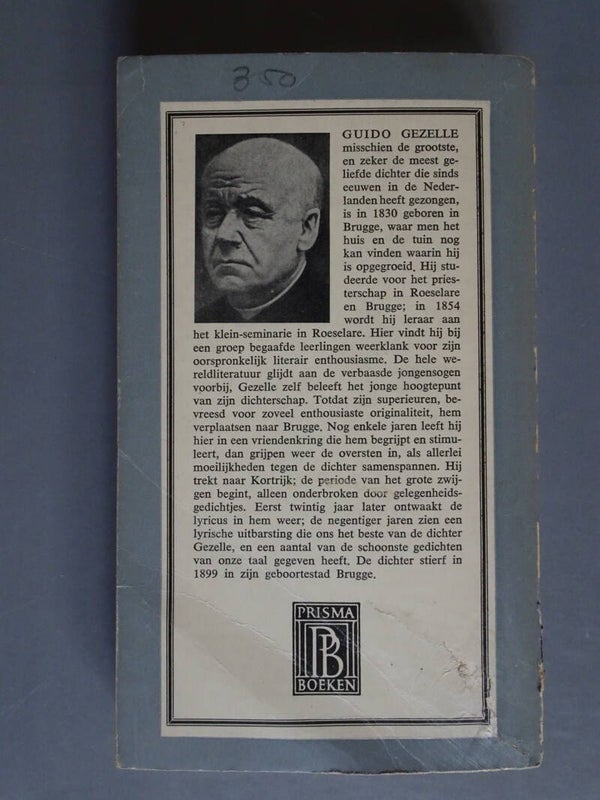 350
GUIDO GEZELLE
misschien de grootste,
en zeker de meest ge-
liefde dichter die sinds
eeuwen in de Neder-
landen heeft gezongen,
is in 1830 geboren in
Brugge, waar men het
huis en de tuin nog
kan vinden waarin hij
is opgegroeid. Hij stu-
deerde voor het pries-
terschap in Roeselare
en Brugge; in 1854
wordt hij leraar aan
het klein-seminarie in Roeselare. Hier vindt hij bij
een groep begaafde leerlingen weerklank voor zijn
oorspronkelijk literair enthousiasme. De hele we-
reldliteratuur glijdt aan de verbaasde jongensogen
voorbij, Gezelle zelf beleeft het jonge hoogtepunt
van zijn dichterschap. Totdat zijn superieuren, be-
vreesd voor zoveel enthousiaste originaliteit, hem
verplaatsen naar Brugge. Nog enkele jaren leeft hij
hier in een vriendenkring die hem begrijpt en stimu-
leert, dan grijpen weer de oversten in, als allerlei
moeilijkheden tegen de dichter samenspannen. Hij
trekt naar Kortrijk; de periode van het grote zwij-
gen begint, alleen onderbroken door gelegenheids-
gedichtjes. Eerst twintig jaar later ontwaakt de
lyricus in hem weer; de negentiger jaren zien een
lyrische uitbarsting die ons het beste van de dichter
Gezelle, en een aantal van de schoonste gedichten
van onze taal gegeven heeft. De dichter stierf in
1899 in zijn geboortestad Brugge.
PRISMA
PB
BOEKEN